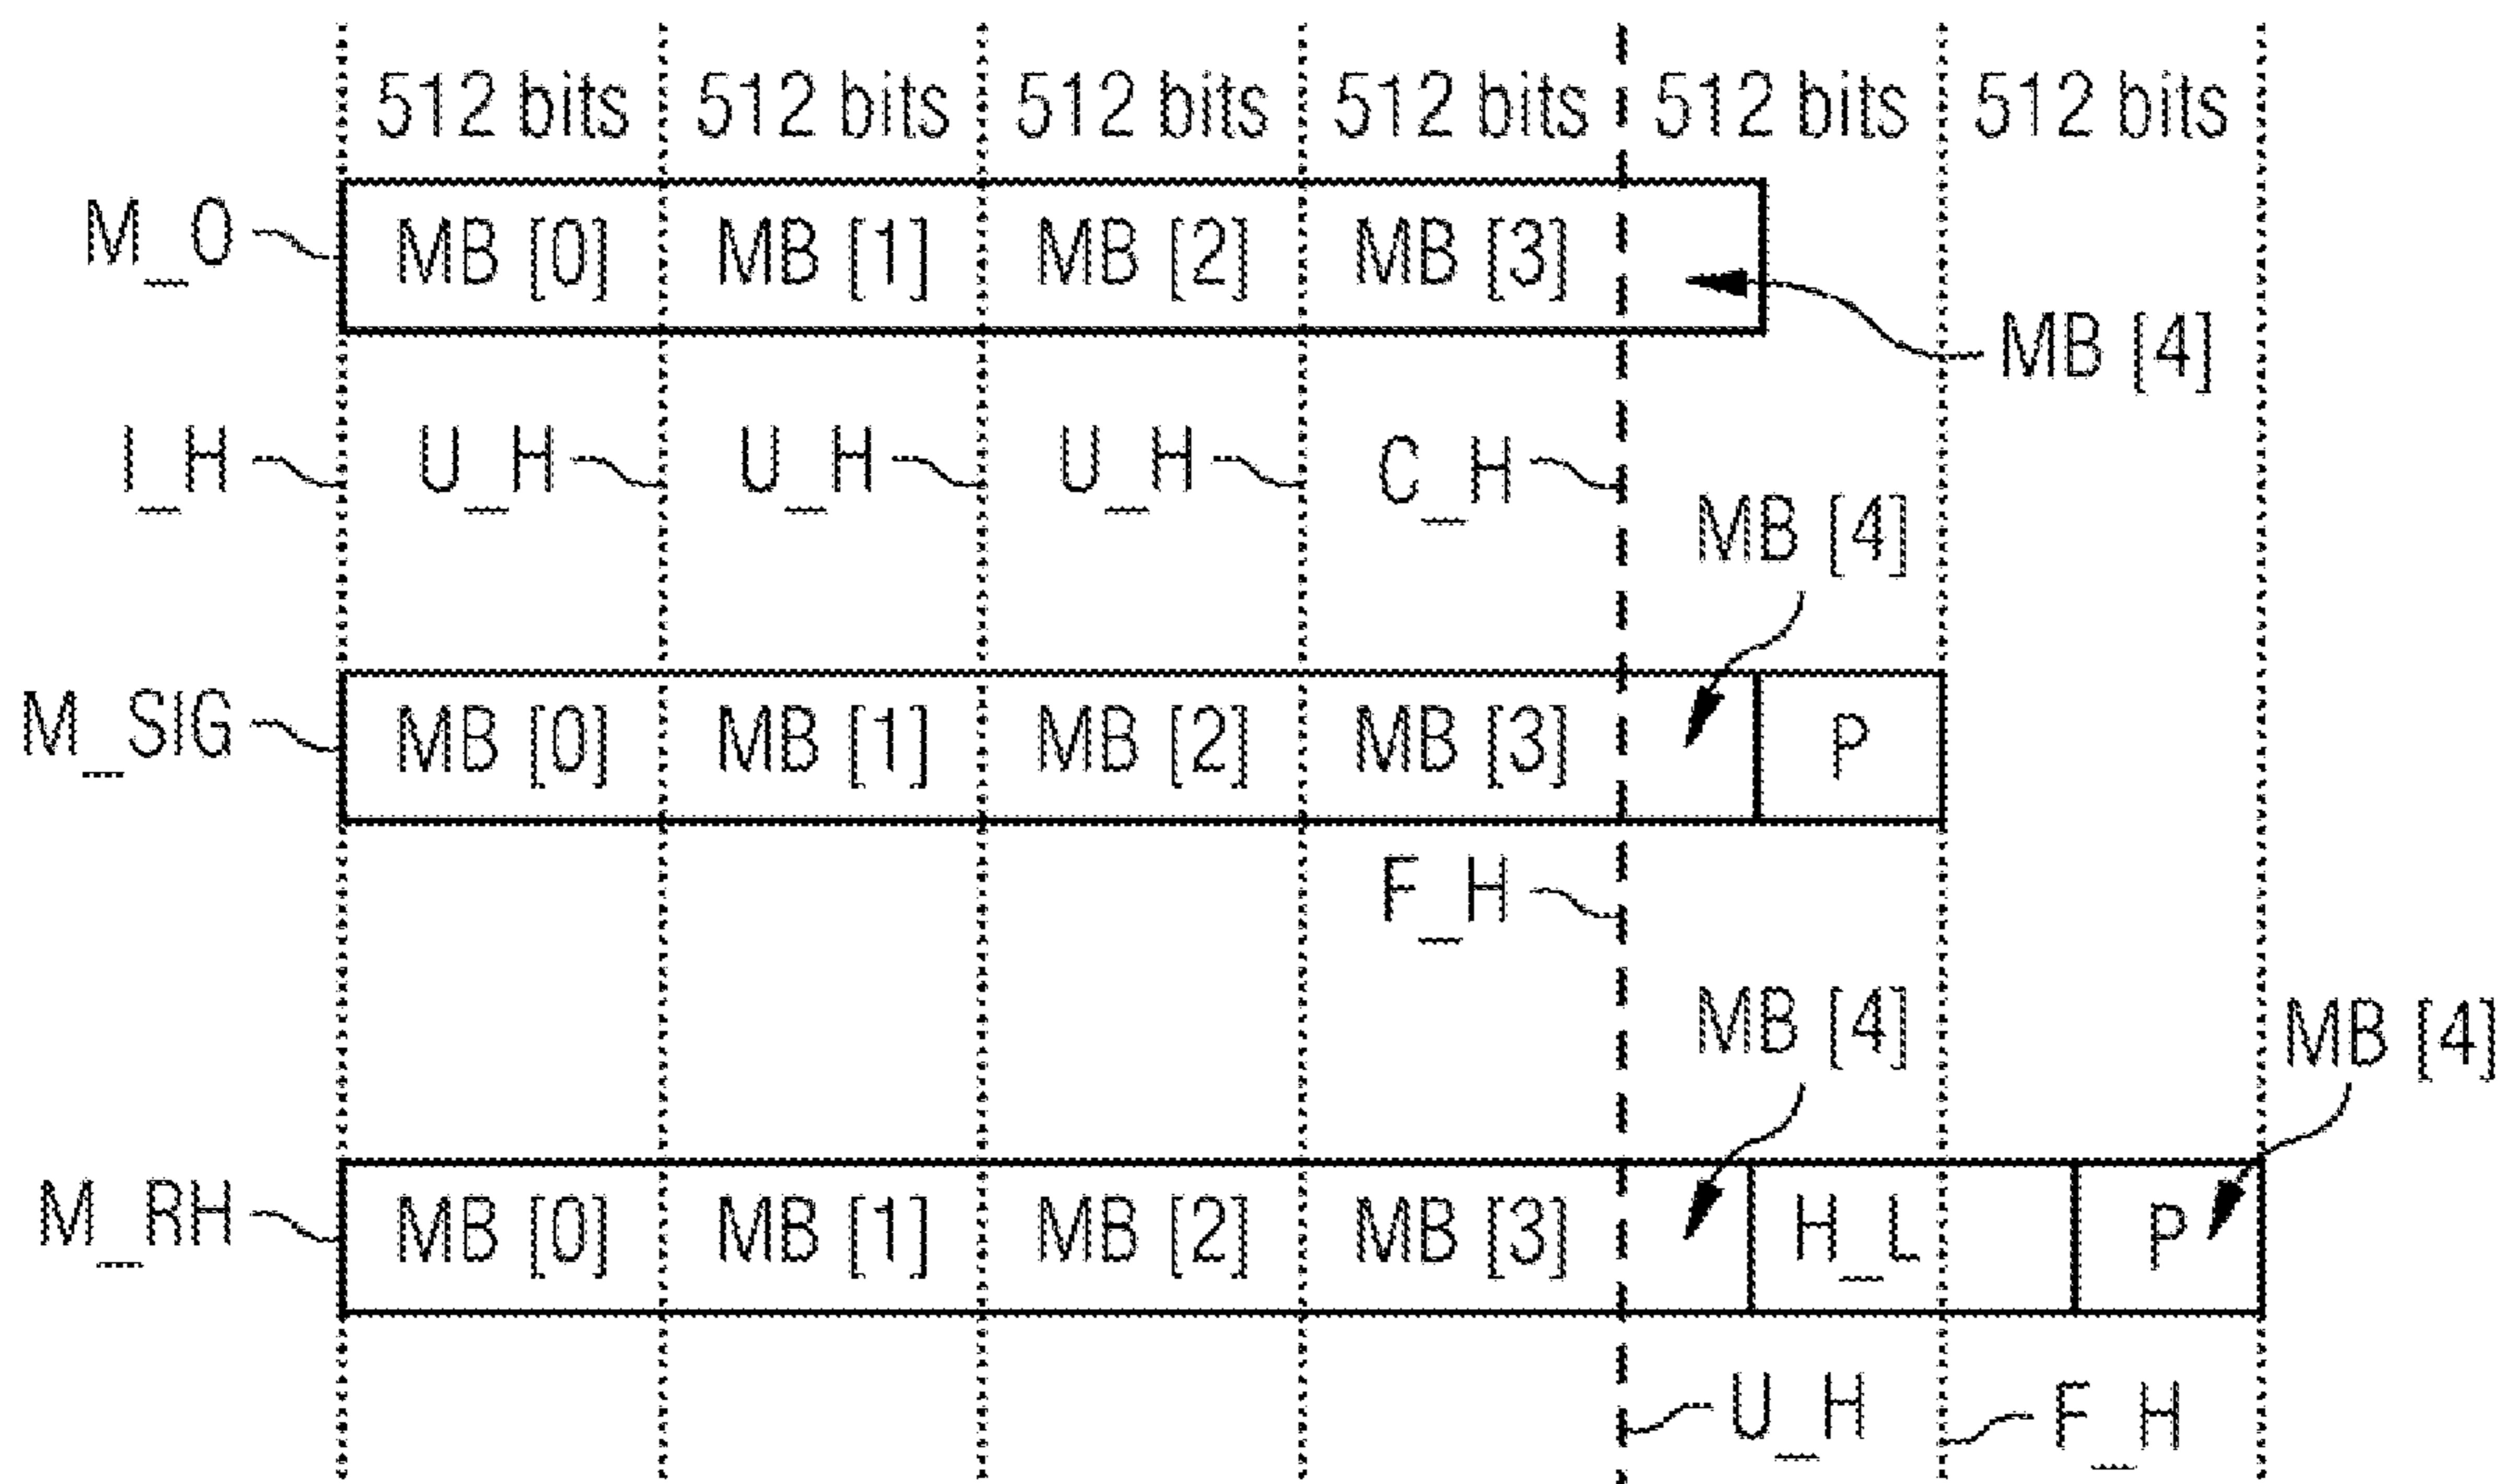 512 bits 512 bits 512 bits 512 bits 512 bits 512 bits
M_O MB [0] MB [1] MB [2] MB [3]
MB [4]
I_H U_H U_H U_H C_H
MB [4]
M_SIG MB [0] MB [1] MB [2] MB [3] P
F_H
MB [4] MB [4]
M_RH MB [0] MB [1] MB [2] MB [3] H_L P
U_H F_H